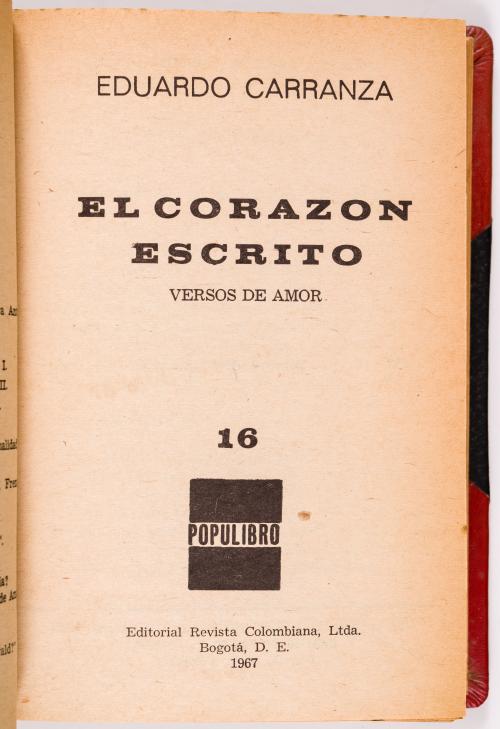 EDUARDO CARRANZA
EL CORAZON
ESCRITO
VERSOS DE AMOR
16
POPULIBRO
Editorial Revista Colombiana, Ltda.
Bogotá, D. E.
1967